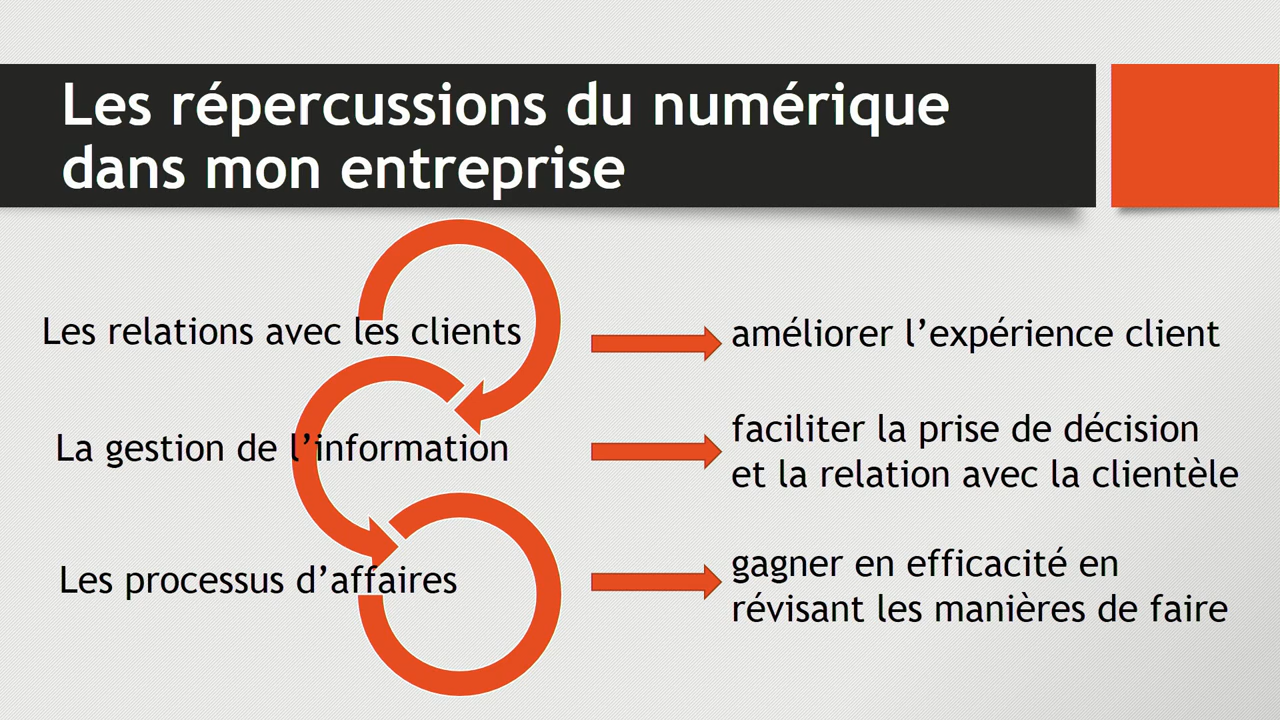 Les répercussions du numérique
dans mon entreprise
Les relations avec les clients
améliorer l’expérience client
La gestion de l’information
faciliter la prise de décision
et la relation avec la clientèle
Les processus d’affaires
gagner en efficacité en
révisant les manières de faire